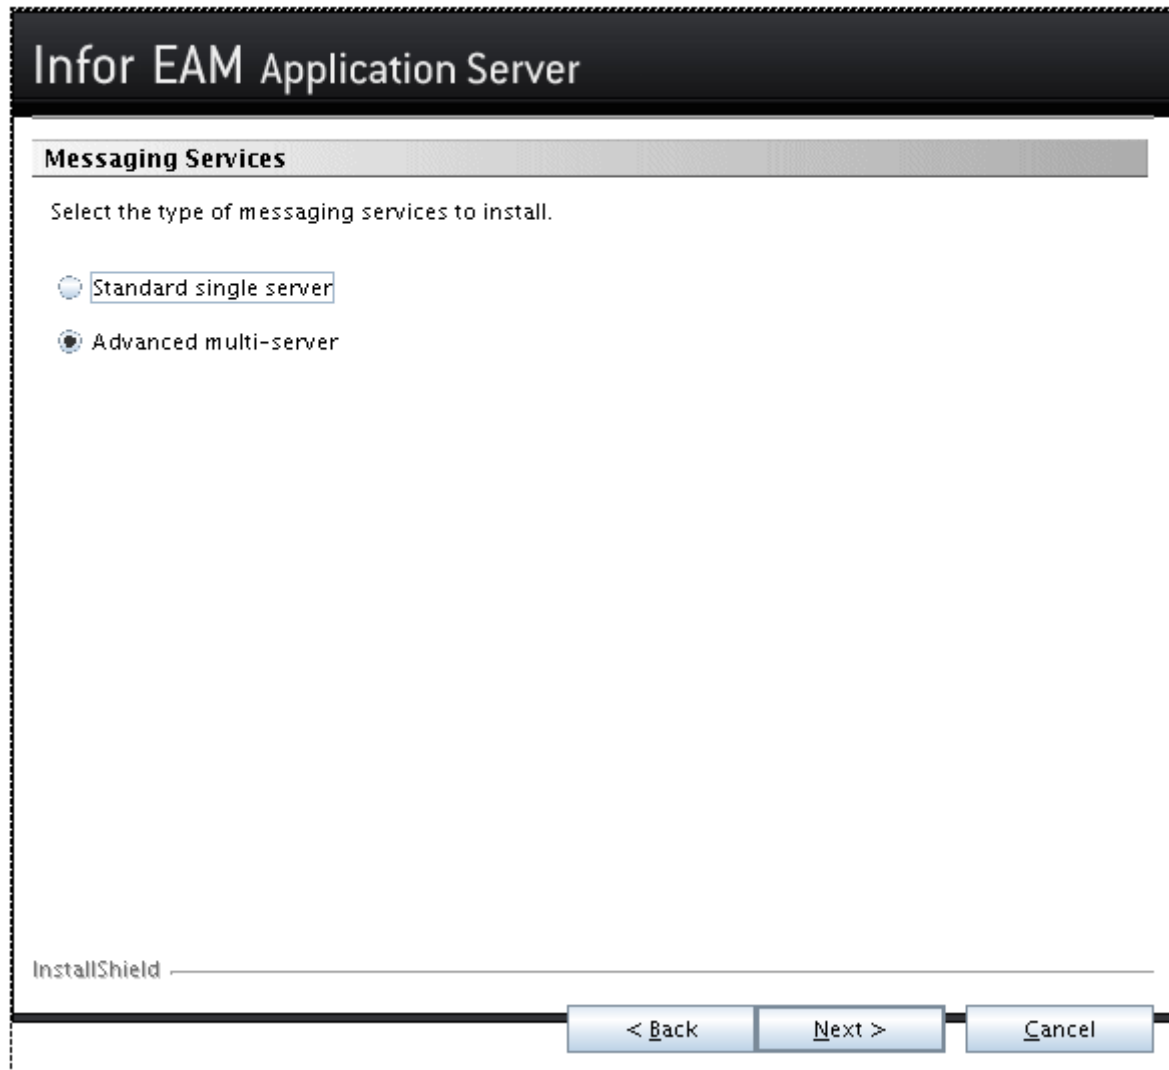 Infor EAM Application Server
Messaging Services
Select the type of messaging services to install.
Standard single server
Advanced multi-server
InstallShield
< Back Next > Cancel